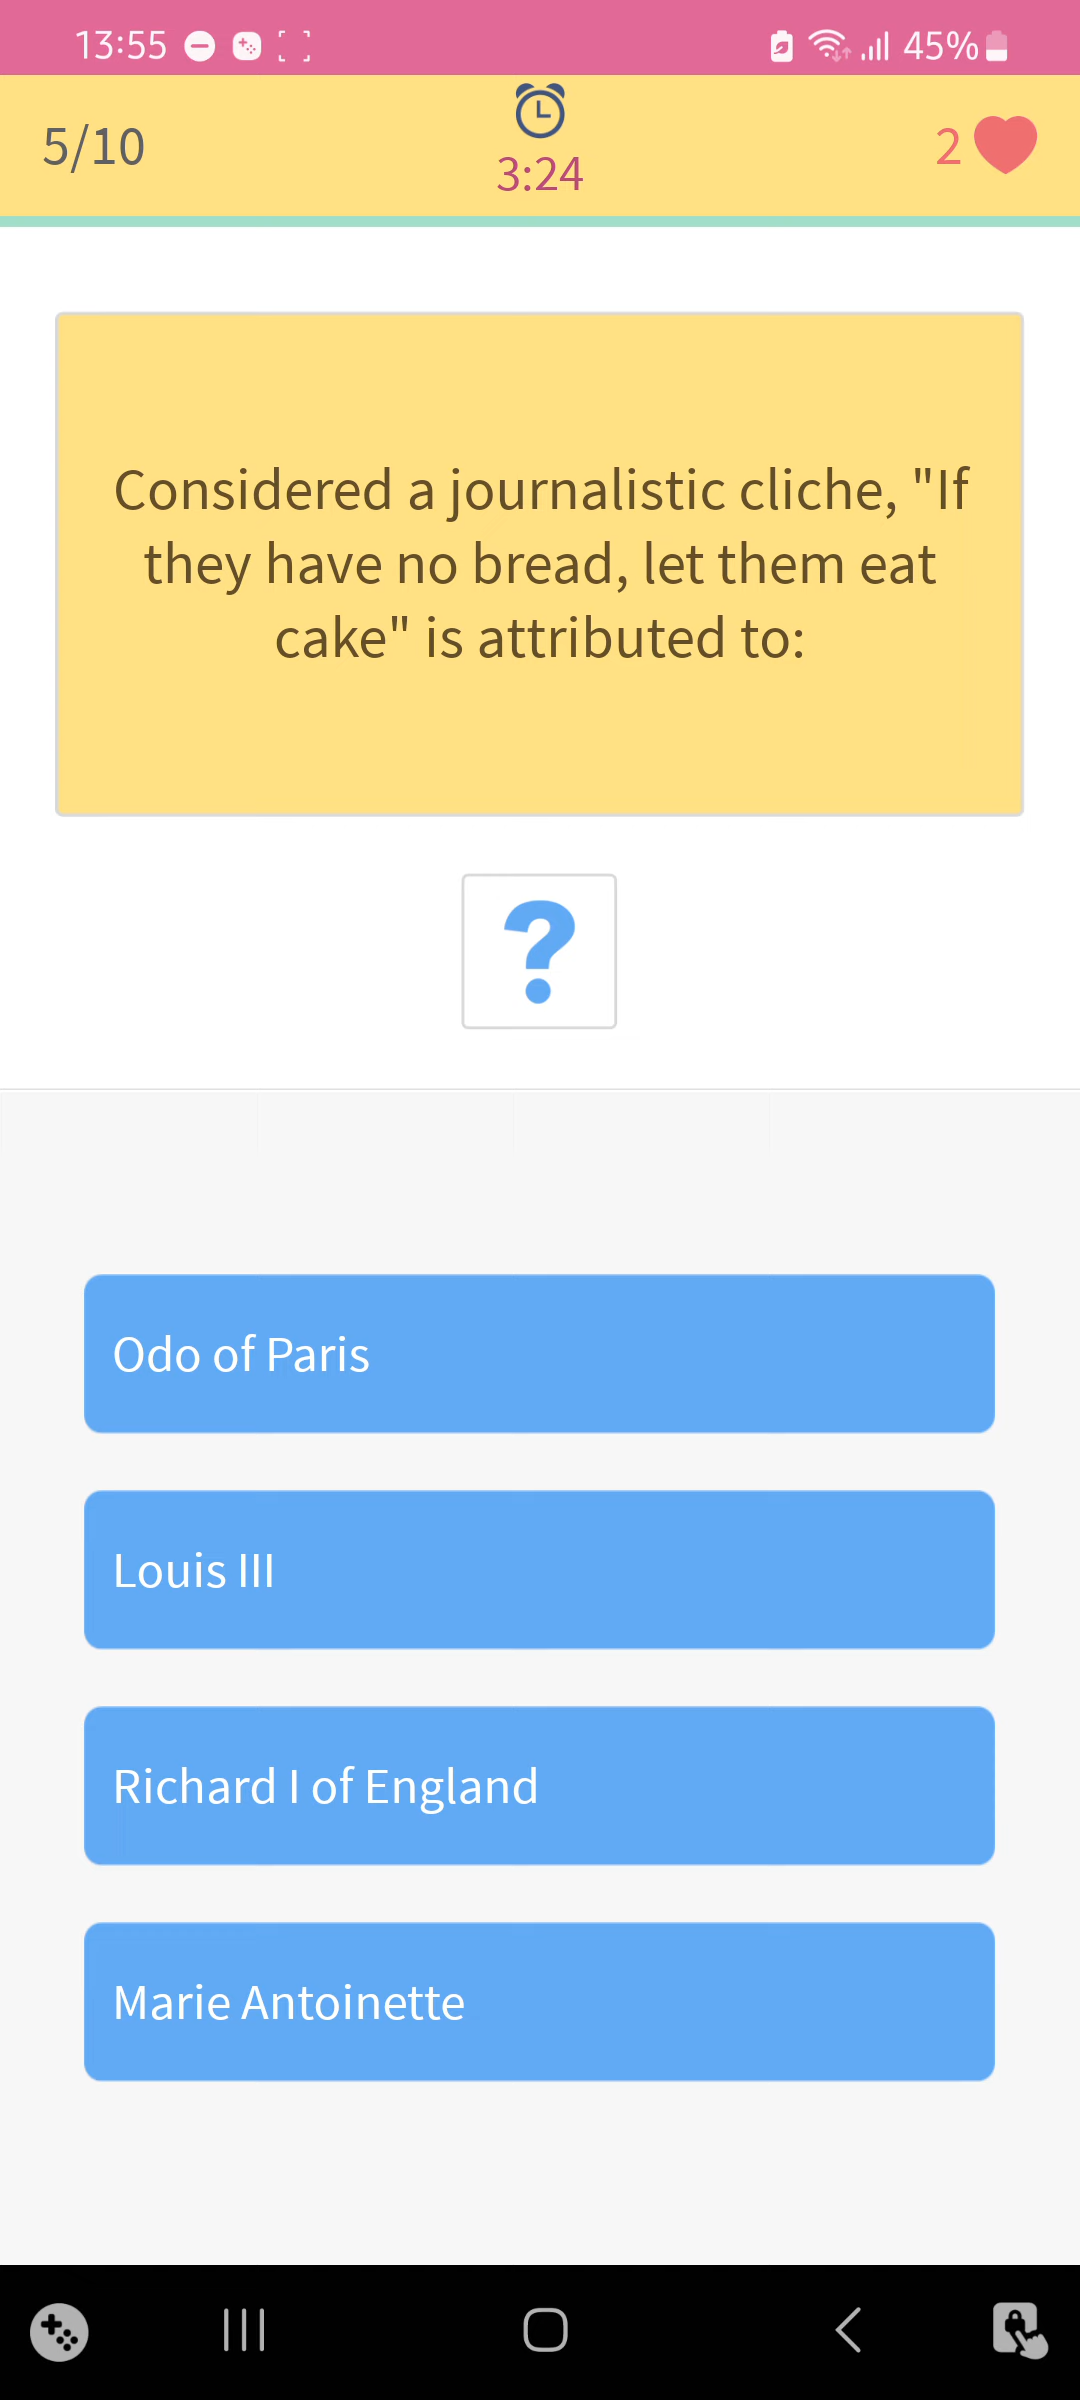 13:55
45%
5/10
3:24
2
Considered a journalistic cliche, "If
they have no bread, let them eat
cake" is attributed to:
?
Odo of Paris
Louis III
Richard I of England
Marie Antoinette